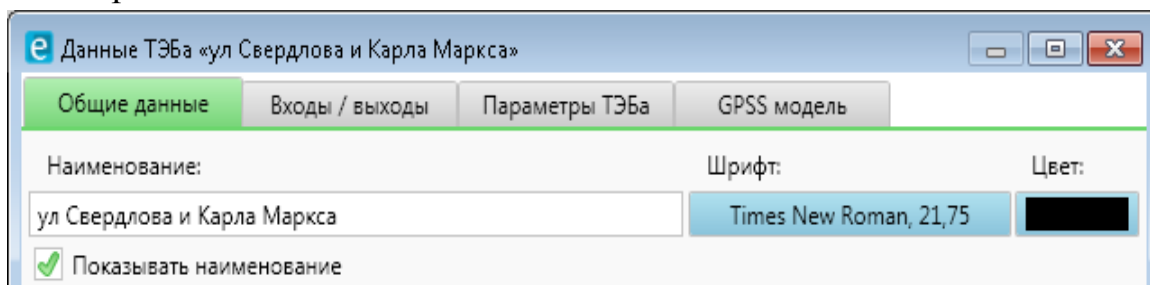 Данные ТЭБа «ул Свердлова и Карла Маркса»
Общие данные Входы / выходы Параметры ТЭБа GPSS модель
Наименование: Шрифт: Цвет:
ул Свердлова и Карла Маркса Times New Roman, 21,75
Показывать наименование